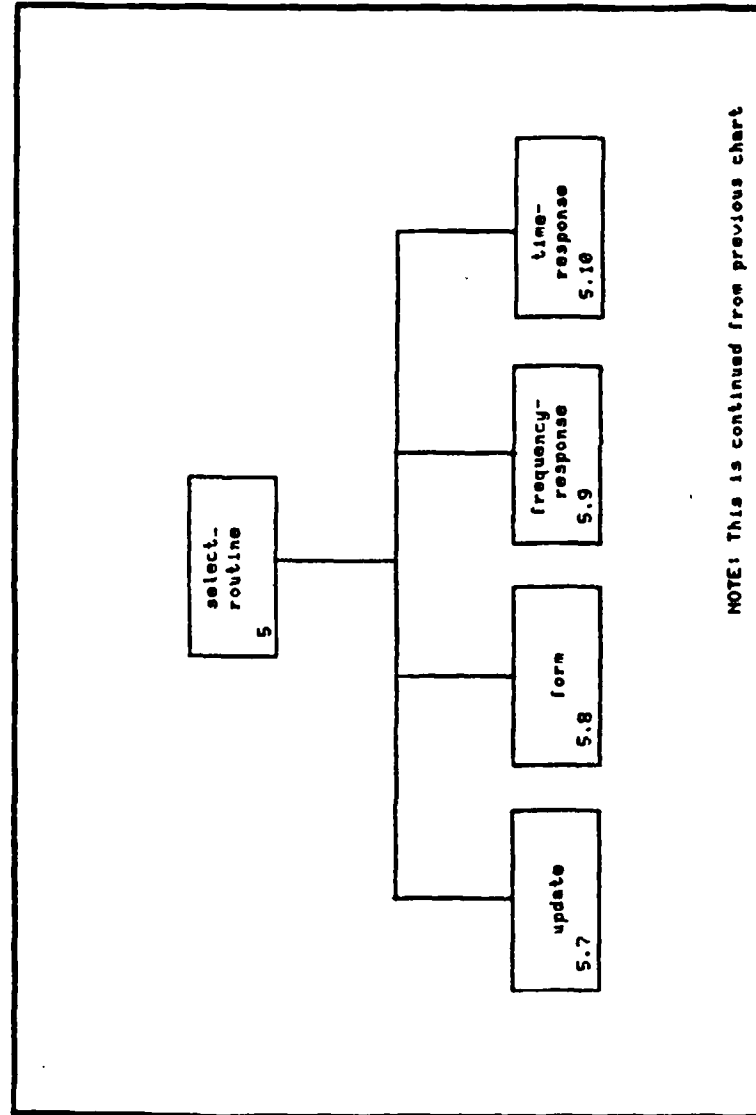 select_
routine
5
update
5.7
form
5.8
frequency-
response
5.9
time-
response
5.10
NOTE: This is continued from previous chart